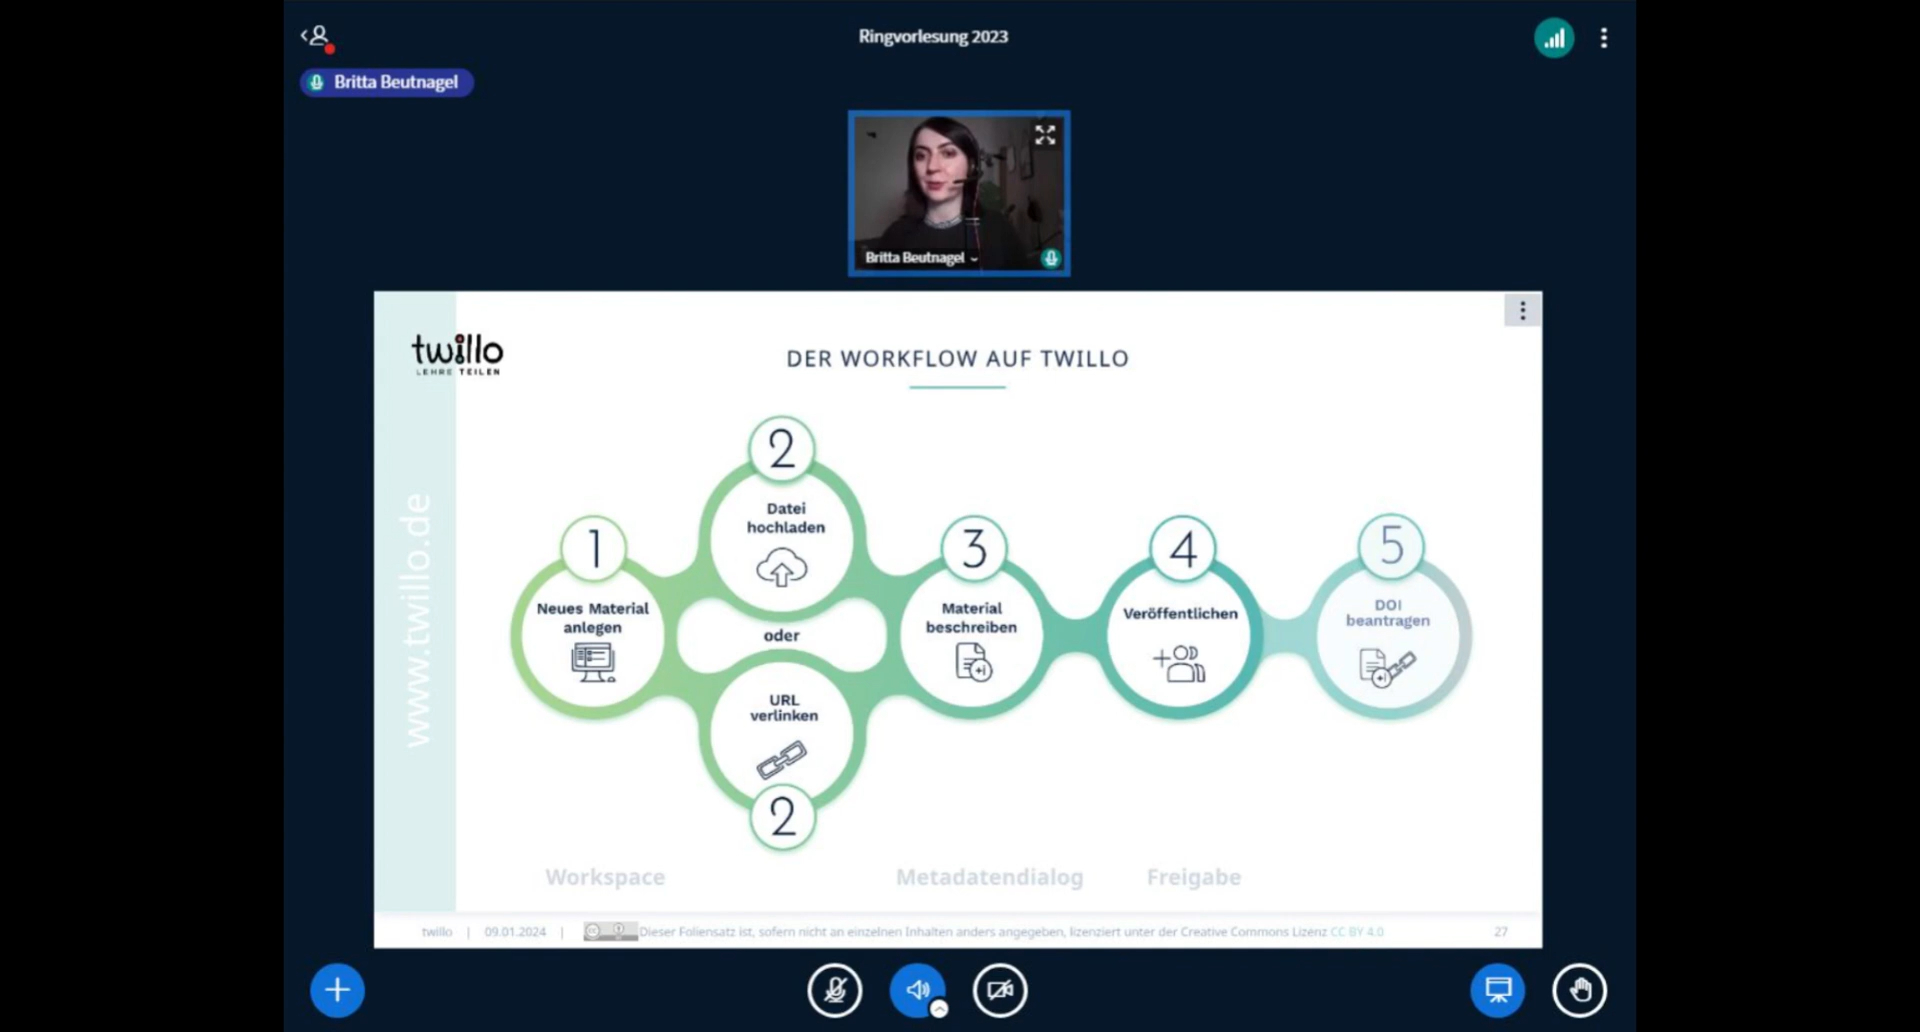 Ringvorlesung 2023
Britta Beutnagel
Britta Beutnagel
twillo
LEHRE TEILEN
www.twillo.de
DER WORKFLOW AUF TWILLO
1
Neues Material
anlegen
2
Datei
hochladen
oder
URL
verlinken
2
3
Material
beschreiben
4
Veröffentlichen
5
DOI
beantragen
Workspace
Metadatendialog
Freigabe
twillo | 09.01.2024 | Dieser Foliensatz ist, sofern nicht an einzelnen Inhalten anders angegeben, lizenziert unter der Creative Commons Lizenz CC BY 4.0
27